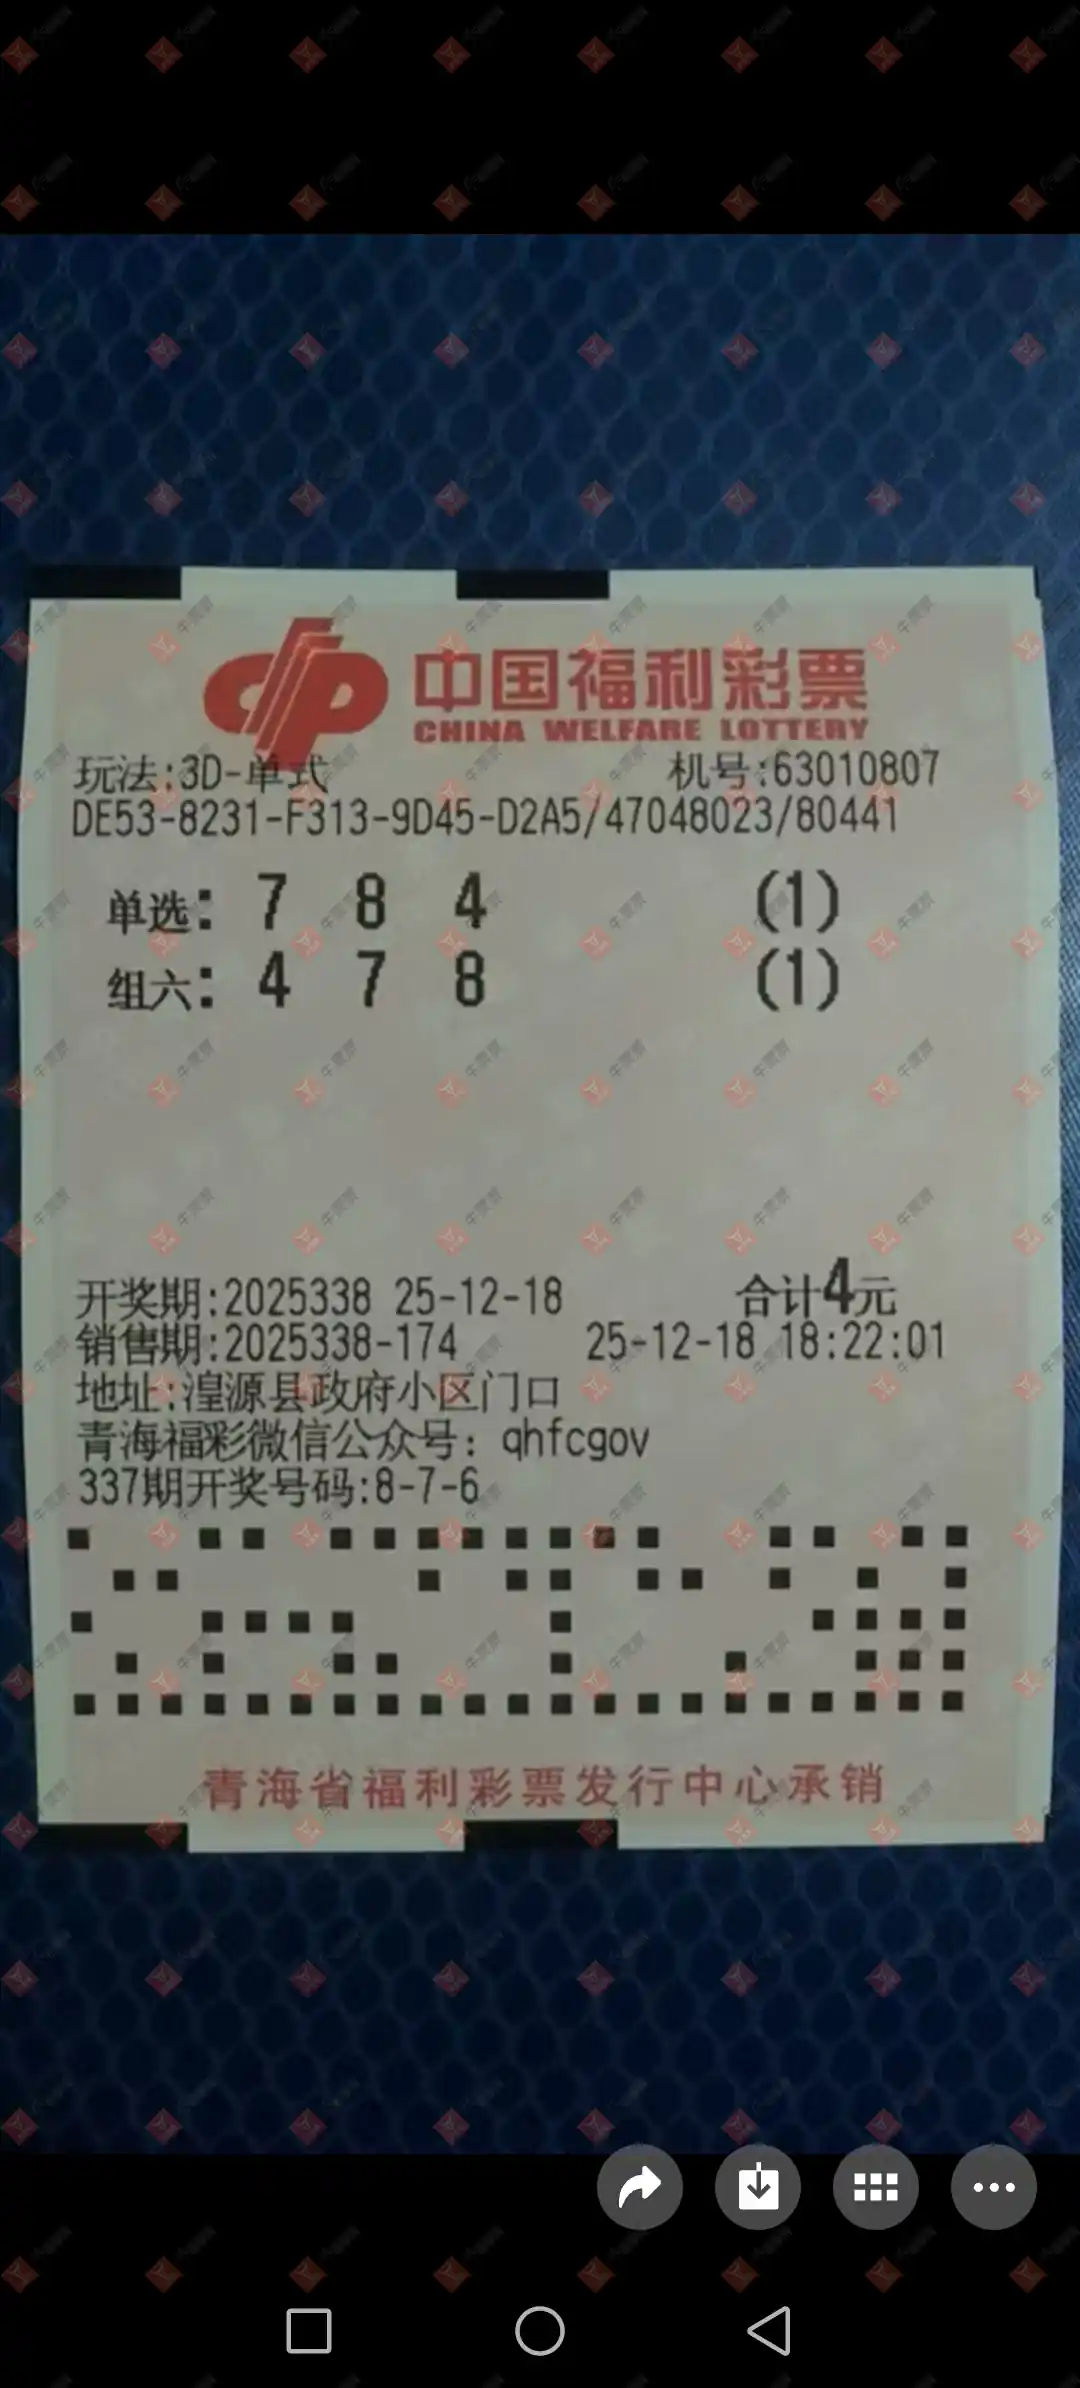 中国福利彩票
CHINA WELFARE LOTTERY
玩法:3D-单式 机号:63010807
DE53-8231-F313-9D45-D2A5/47048023/80441
单选: 7 8 4 (1)
组六: 4 7 8 (1)
开奖期:2025338 25-12-18 合计4元
销售期:2025338-174 25-12-18 18:22:01
地址:湟源县政府小区门口
青海福彩微信公众号: qhfcgov
337期开奖号码:8-7-6
青海省福利彩票发行中心承销